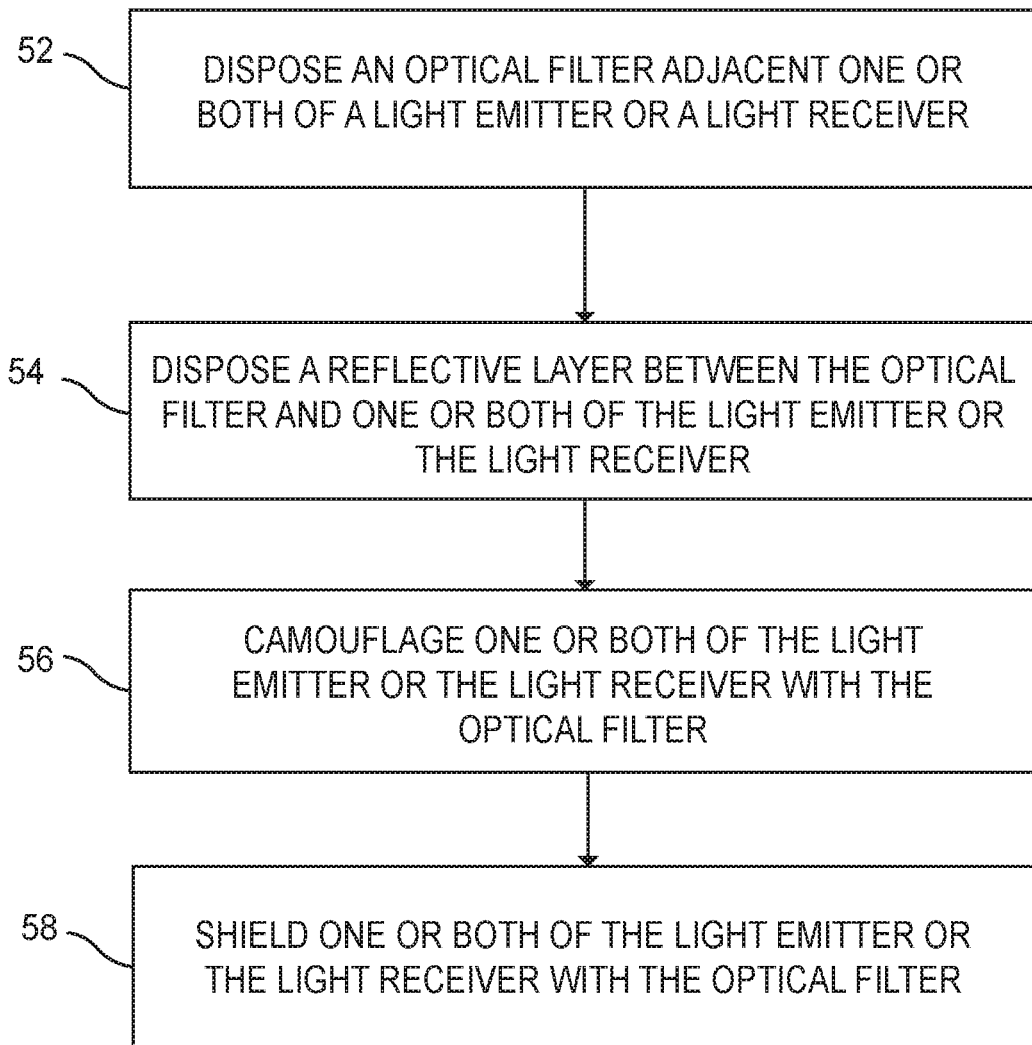 52
DISPOSE AN OPTICAL FILTER ADJACENT ONE OR
BOTH OF A LIGHT EMITTER OR A LIGHT RECEIVER
54
DISPOSE A REFLECTIVE LAYER BETWEEN THE OPTICAL
FILTER AND ONE OR BOTH OF THE LIGHT EMITTER OR
THE LIGHT RECEIVER
56
CAMOUFLAGE ONE OR BOTH OF THE LIGHT
EMITTER OR THE LIGHT RECEIVER WITH THE
OPTICAL FILTER
58
SHIELD ONE OR BOTH OF THE LIGHT EMITTER OR
THE LIGHT RECEIVER WITH THE OPTICAL FILTER